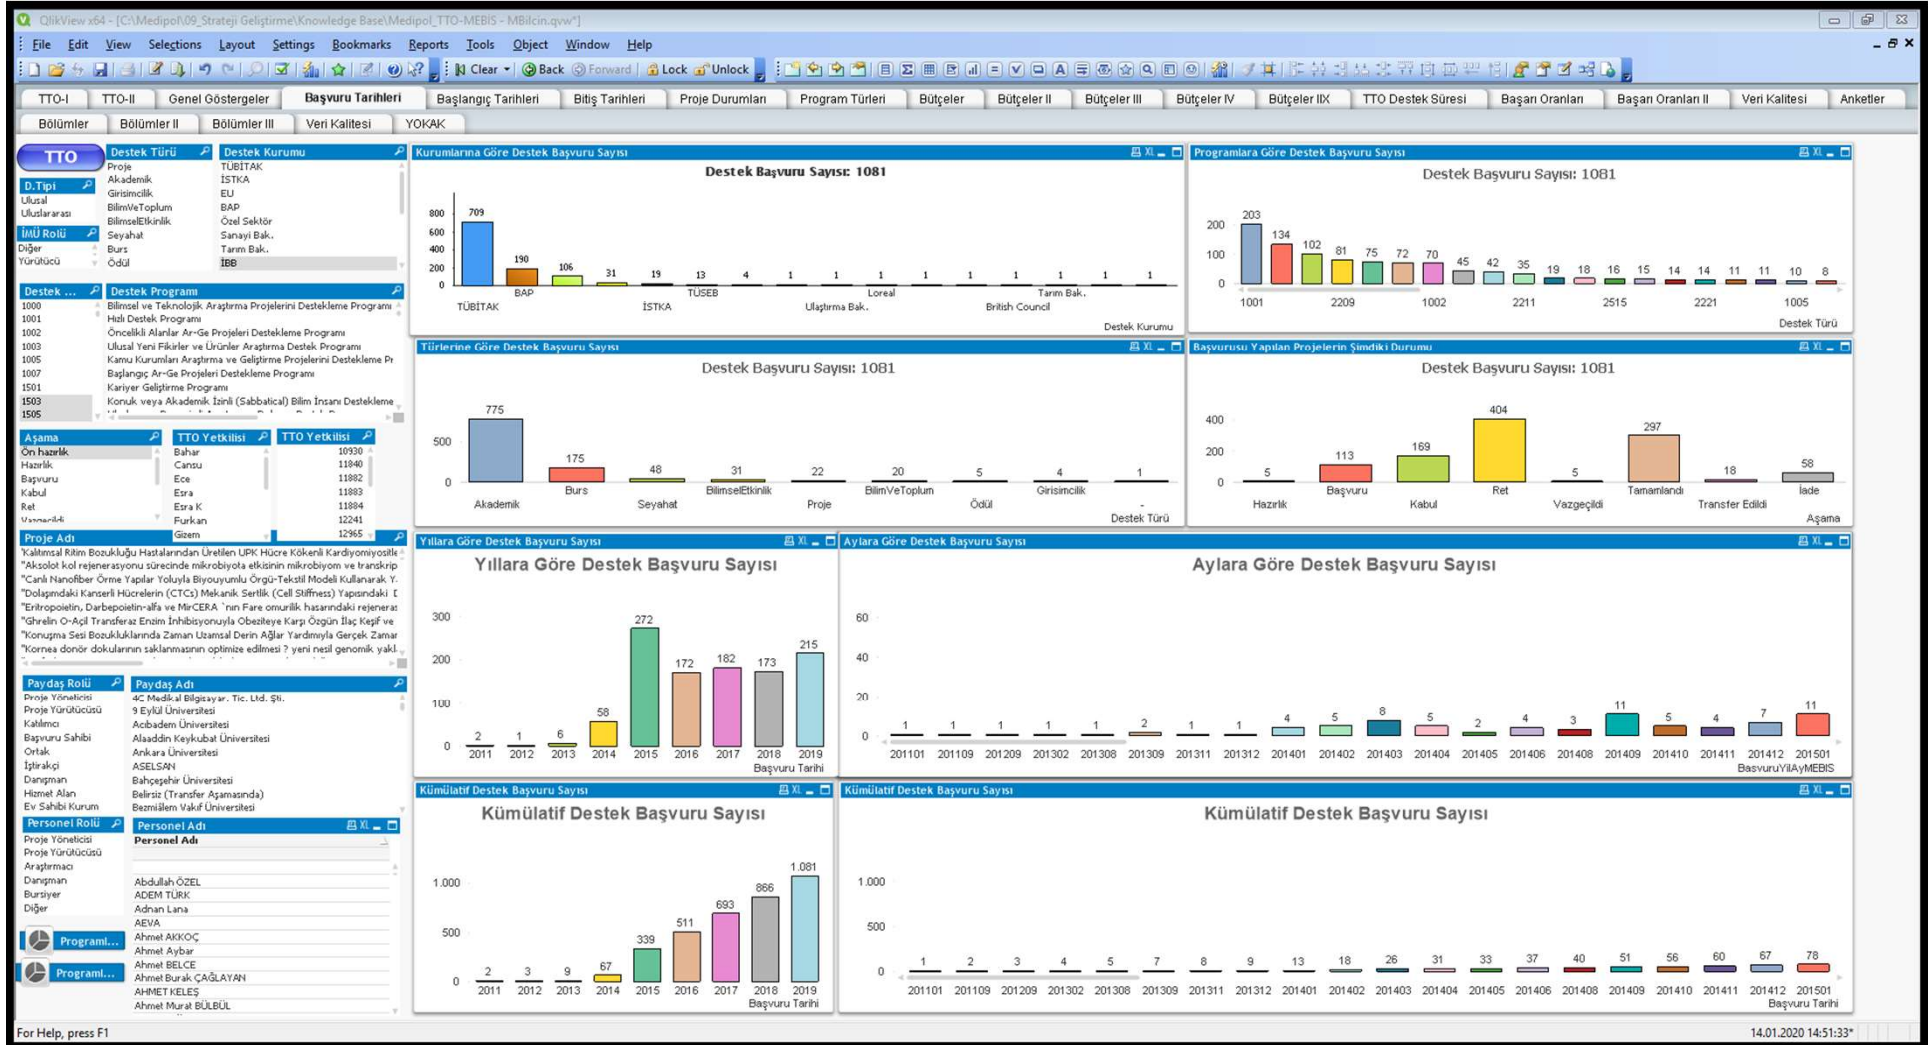 QlikView x64 - [C:\Medipol\09_Strateji Geliştirme\Knowledge Base\Medipol_TTO-MEBİS - MBilcin.qvw*]
File Edit View Selections Layout Settings Bookmarks Reports Tools Object Window Help
Clear Back Forward Lock Unlock
TTO-I TTO-II Genel Göstergeler Başvuru Tarihleri Başlangıç Tarihleri Bitiş Tarihleri Proje Durumları Program Türleri Bütçeler Bütçeler II Bütçeler III Bütçeler IV Bütçeler IIX TTO Destek Süresi Başarı Oranları Başarı Oranları II Veri Kalitesi Anketler
Bölümler Bölümler II Bölümler III Veri Kalitesi YOKAK
TTO
D.Tipi
Ulusal
Uluslararası
İMÜ Rolü
Diğer
Yürütücü
Destek Türü
Proje
Akademik
Girisimcilik
BilimVeToplum
BilimselEtkinlik
Seyahat
Burs
Ödül
Destek Kurumu
TÜBİTAK
İSTKA
EU
BAP
Özel Sektör
Sanayi Bak.
Tarım Bak.
İBB
Destek ...
1000
1001
1002
1003
1005
1007
1501
1503
1505
Destek Programı
Bilimsel ve Teknolojik Araştırma Projelerini Destekleme Programı
Hızlı Destek Programı
Öncelikli Alanlar Ar-Ge Projeleri Destekleme Programı
Ulusal Yeni Fikirler ve Ürünler Araştırma Destek Programı
Kamu Kurumları Araştırma ve Geliştirme Projelerini Destekleme Pr
Başlangıç Ar-Ge Projeleri Destekleme Programı
Kariyer Geliştirme Programı
Konuk veya Akademik İzinli (Sabbatical) Bilim İnsanı Destekleme
Aşama
Ön hazırlık
Hazırlık
Başvuru
Kabul
Ret
Vazgeçildi
TTO Yetkilisi
Bahar
Cansu
Ece
Esra
Esra K
Furkan
Gizem
TTO Yetkilisi
10930
11840
11882
11883
11884
12241
12965
Proje Adı
'Kalıtımsal Ritim Bozukluğu Hastalarından Üretilen UPK Hücre Kökenli Kardiyomiyositle
"Aksolot kol rejenerasyonu sürecinde mikrobiyota etkisinin mikrobiyom ve transkrip
"Canlı Nanofiber Örme Yapılar Yoluyla Biyouyumlu Örgü-Tekstil Modeli Kullanarak Y
"Dolaşımdaki Kanserli Hücrelerin (CTCs) Mekanik Sertlik (Cell Stiffness) Yapısındaki D
"Eritropoietin, Darbepoietin-alfa ve MirCERA `nın Fare omurilik hasarındaki rejeneras
"Ghrelin O-Açil Transferaz Enzim İnhibisyonuyla Obeziteye Karşı Özgün İlaç Keşif ve
"Konuşma Sesi Bozukluklarında Zaman Uzamsal Derin Ağlar Yardımıyla Gerçek Zamar
"Kornea donör dokularının saklanmasının optimize edilmesi ? yeni nesil genomik yakl
Paydaş Rolü
Proje Yöneticisi
Proje Yürütücüsü
Katılımcı
Başvuru Sahibi
Ortak
İştirakçi
Danışman
Hizmet Alan
Ev Sahibi Kurum
Paydaş Adı
4C Medikal Bilgisayar. Tic. Ltd. Şti.
9 Eylül Üniversitesi
Acıbadem Üniversitesi
Alaaddin Keykubat Üniversitesi
Ankara Üniversitesi
ASELSAN
Bahçeşehir Üniversitesi
Belirsiz (Transfer Aşamasında)
Bezmiâlem Vakıf Üniversitesi
Personel Rolü
Proje Yöneticisi
Proje Yürütücüsü
Araştırmacı
Danışman
Bursiyer
Diğer
Programl...
Programl...
Personel Adı XL
Personel Adı
Abdullah ÖZEL
ADEM TÜRK
Adnan Lana
AEVA
Ahmet AKKOÇ
Ahmet Aybar
Ahmet BELCE
Ahmet Burak ÇAĞLAYAN
AHMET KELEŞ
Ahmet Murat BÜLBÜL
Kurumlarına Göre Destek Başvuru Sayısı XL
Destek Başvuru Sayısı: 1081
800
600
400
200
0
709 190 106 31 19 13 4 1 1 1 1 1 1 1 1
BAP TÜSEB Loreal Tarım Bak.
TÜBİTAK İSTKA Ulaştırma Bak. British Council
Destek Kurumu
Programlara Göre Destek Başvuru Sayısı XL
Destek Başvuru Sayısı: 1081
200
100
0
203 134 102 81 75 72 70 45 42 35 19 18 16 15 14 14 11 11 10 8
1001 2209 1002 2211 2515 2221 1005
Destek Türü
Türlerine Göre Destek Başvuru Sayısı XL
Destek Başvuru Sayısı: 1081
500
0
775 175 48 31 22 20 5 4 1
Burs BilimselEtkinlik BilimVeToplum Girisimcilik
Akademik Seyahat Proje Ödül -
Destek Türü
Başvurusu Yapılan Projelerin Şimdiki Durumu XL
Destek Başvuru Sayısı: 1081
400
200
0
5 113 169 404 5 297 18 58
Başvuru Ret Tamamlandı İade
Hazırlık Kabul Vazgeçildi Transfer Edildi
Aşama
Yıllara Göre Destek Başvuru Sayısı XL
Yıllara Göre Destek Başvuru Sayısı
300
200
100
0
2 1 6 58 272 172 182 173 215
2011 2012 2013 2014 2015 2016 2017 2018 2019
Başvuru Tarihi
Aylara Göre Destek Başvuru Sayısı XL
Aylara Göre Destek Başvuru Sayısı
60
40
20
0
1 1 1 1 1 2 1 1 4 5 8 5 2 4 3 11 5 4 7 11
201101 201109 201209 201302 201308 201309 201311 201312 201401 201402 201403 201404 201405 201406 201408 201409 201410 201411 201412 201501
BasvuruYilAyMEBIS
Kümülatif Destek Başvuru Sayısı XL
Kümülatif Destek Başvuru Sayısı
1.000
500
0
2 3 9 67 339 511 693 866 1.081
2011 2012 2013 2014 2015 2016 2017 2018 2019
Başvuru Tarihi
Kümülatif Destek Başvuru Sayısı XL
Kümülatif Destek Başvuru Sayısı
1.000
500
0
1 2 3 4 5 7 8 9 13 18 26 31 33 37 40 51 56 60 67 78
201101 201109 201209 201302 201308 201309 201311 201312 201401 201402 201403 201404 201405 201406 201408 201409 201410 201411 201412 201501
Başvuru Tarihi
For Help, press F1
14.01.2020 14:51:33*